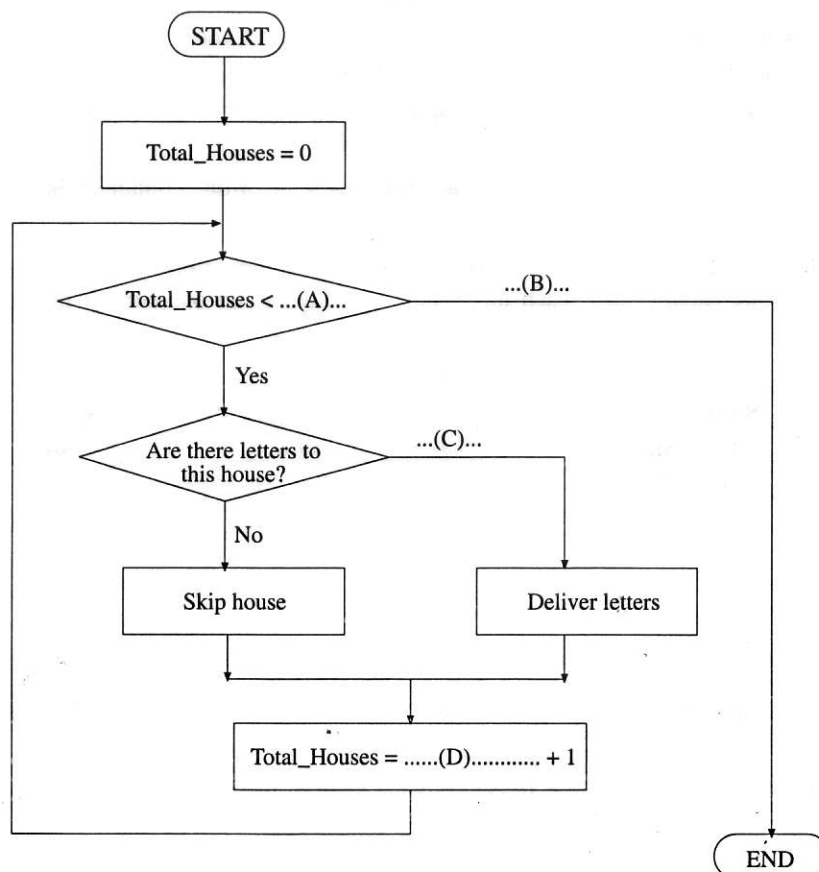 START
Total_Houses = 0
Total_Houses < ...(A)...
...(B)...
Yes
Are there letters to
this house?
...(C)...
No
Skip house
Deliver letters
Total_Houses = ......(D)............ + 1
END